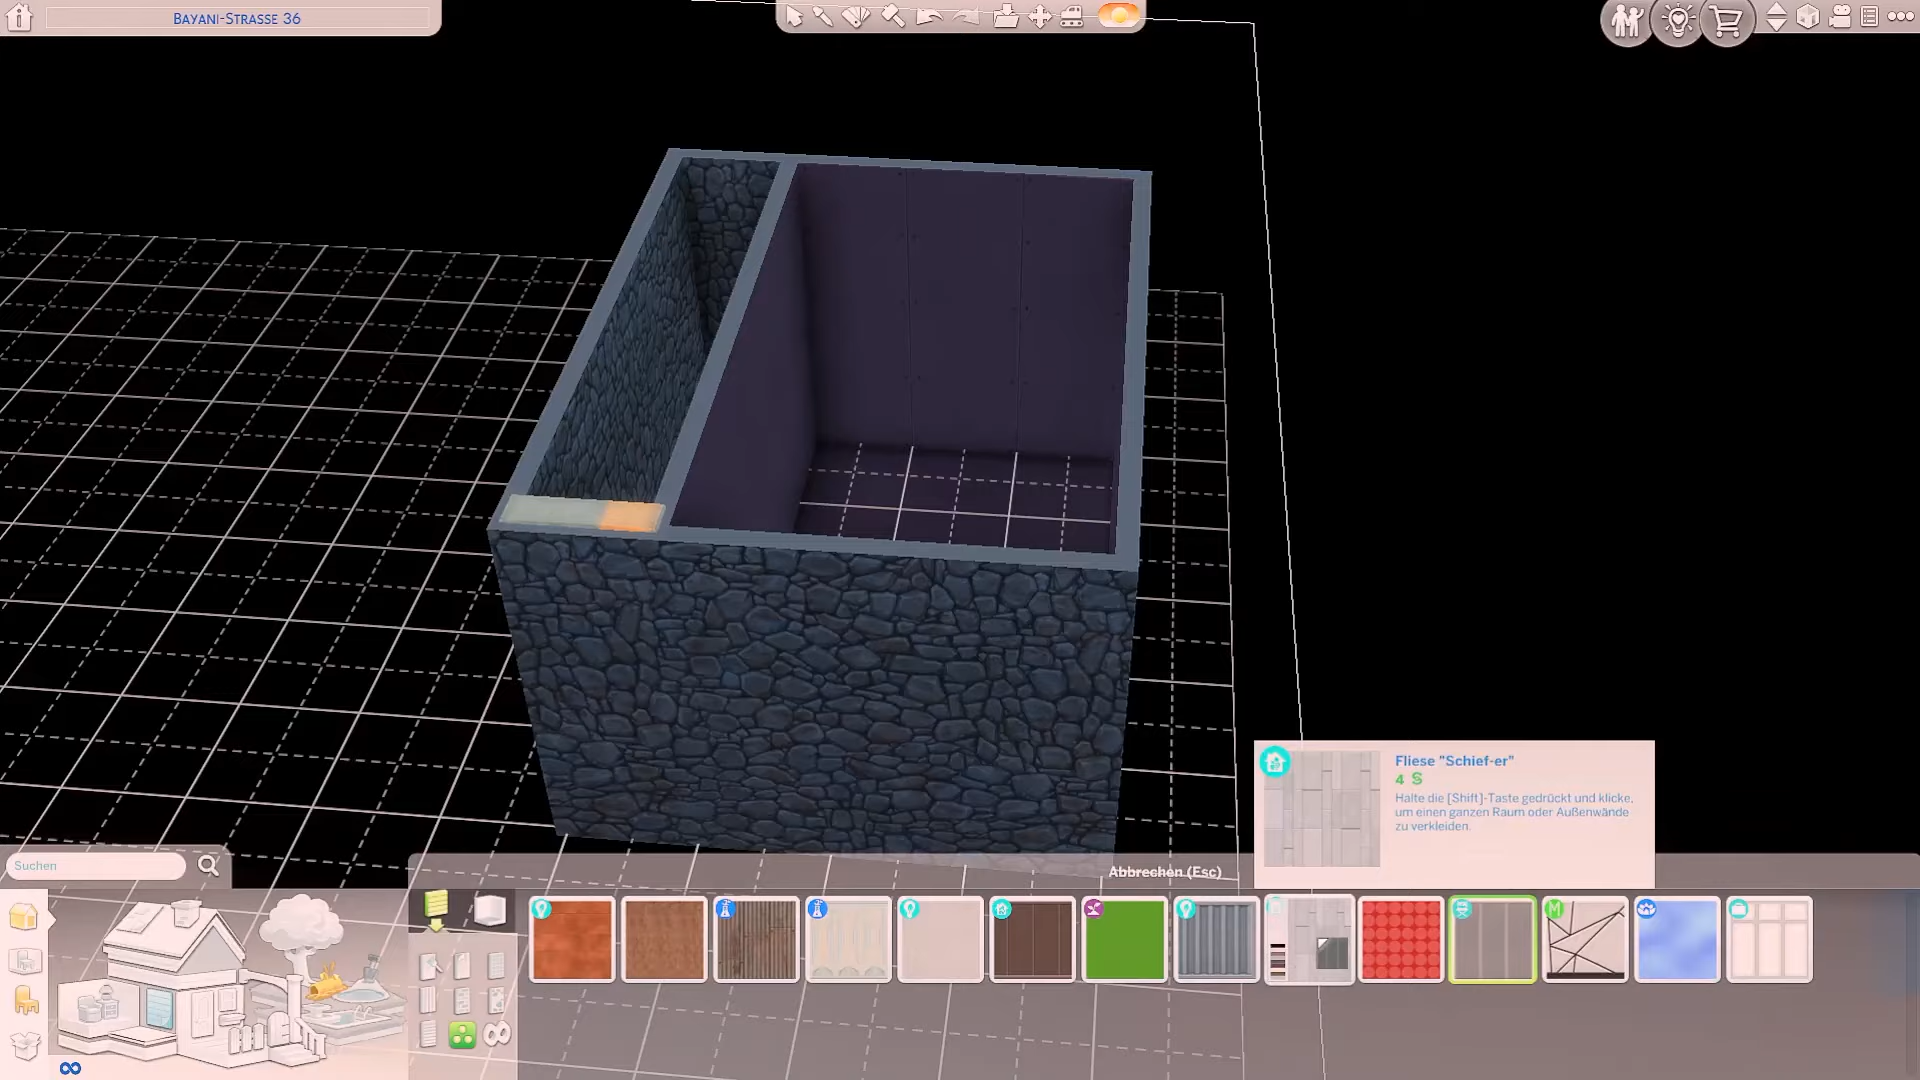 Bayani-Strasse 36
Fliese "Schief-er"
4 S
Halte die [Shift]-Taste gedrückt und klicke,
um einen ganzen Raum oder Außenwände
zu verkleiden.
Suchen
Abbrechen (Esc)
M